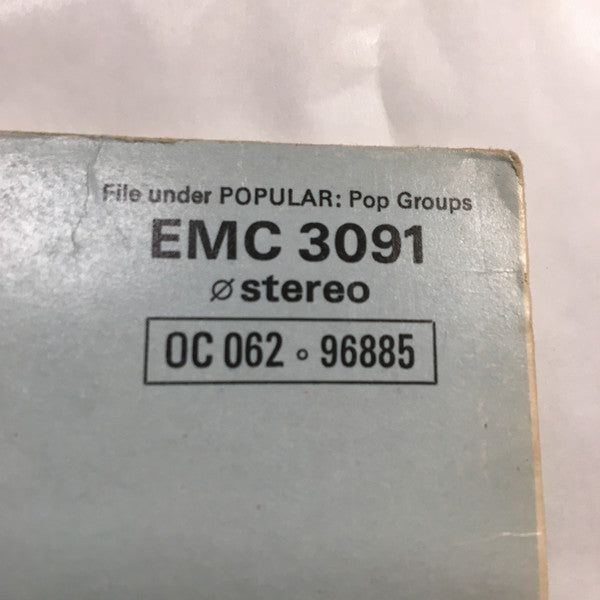 File under POPULAR: Pop Groups
EMC 3091
⌀ stereo
OC 062 ∘ 96885